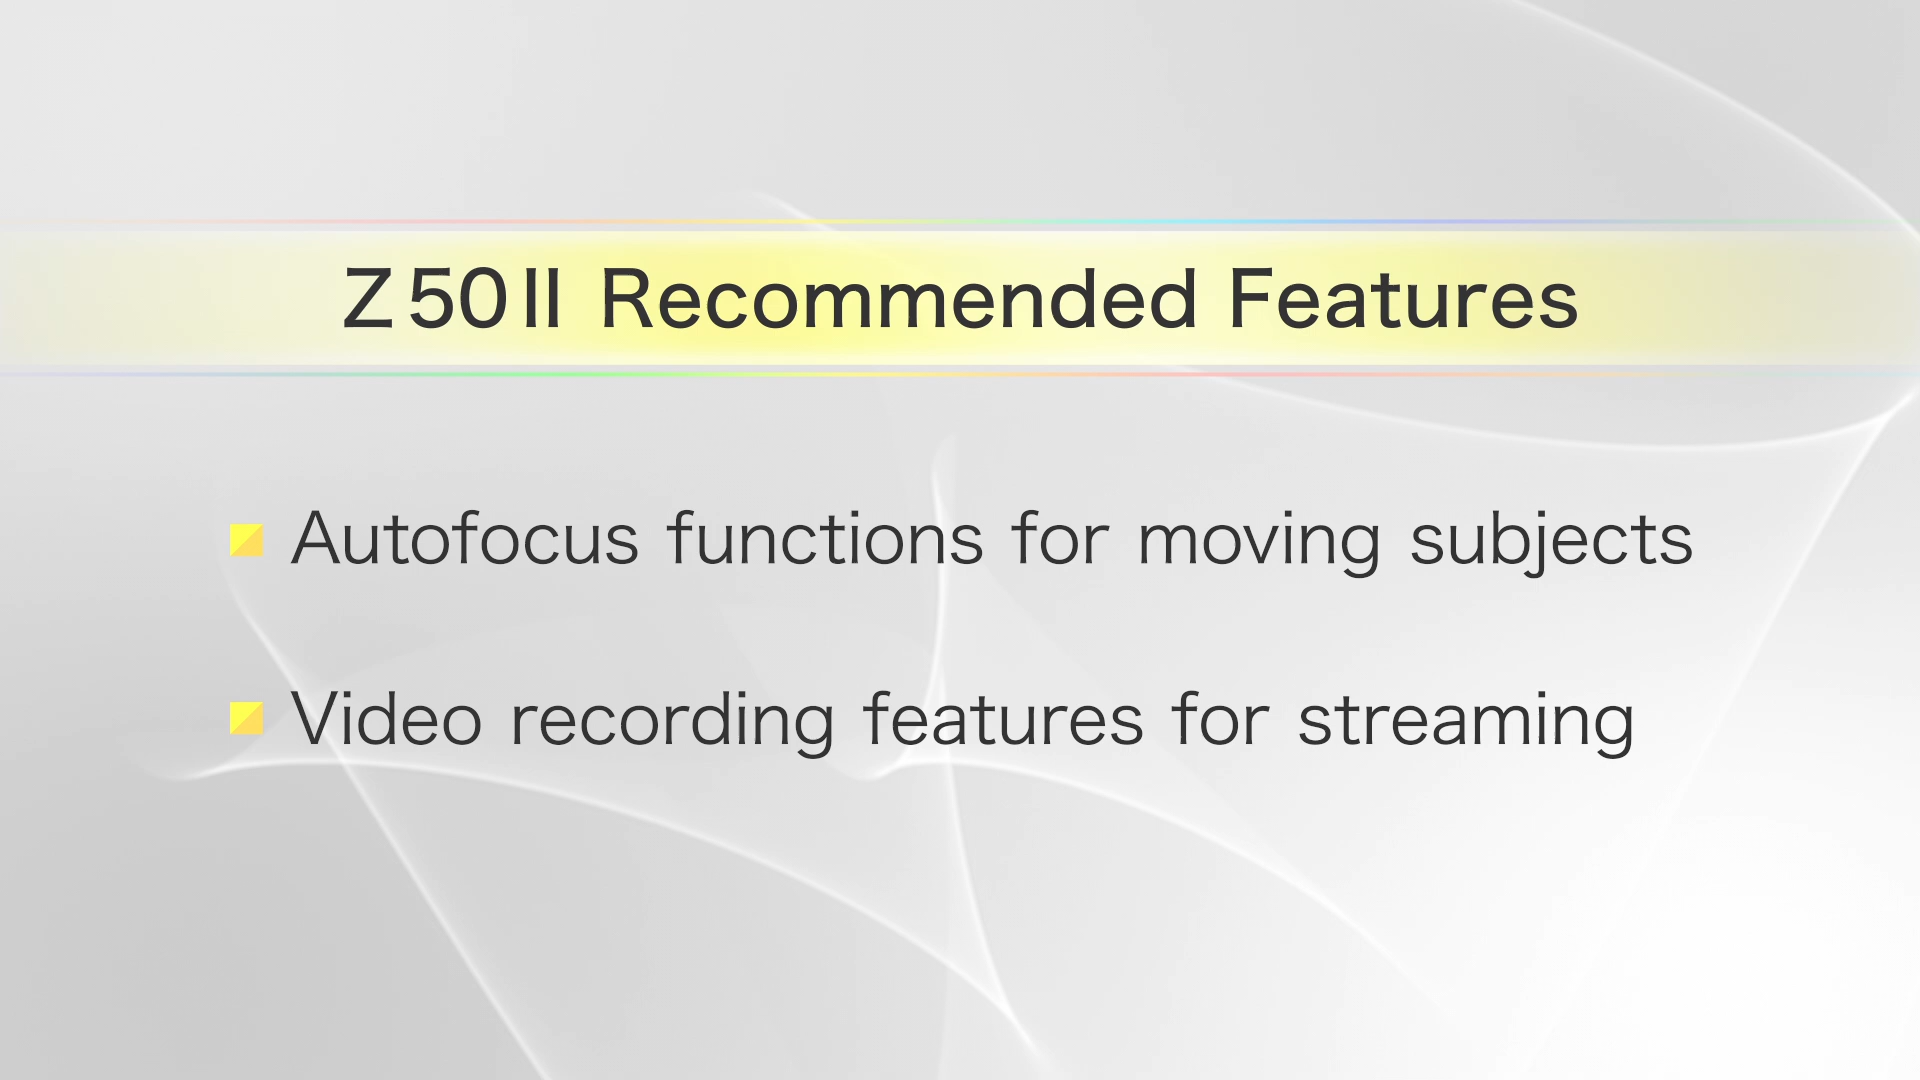 Z50II Recommended Features
Autofocus functions for moving subjects
Video recording features for streaming